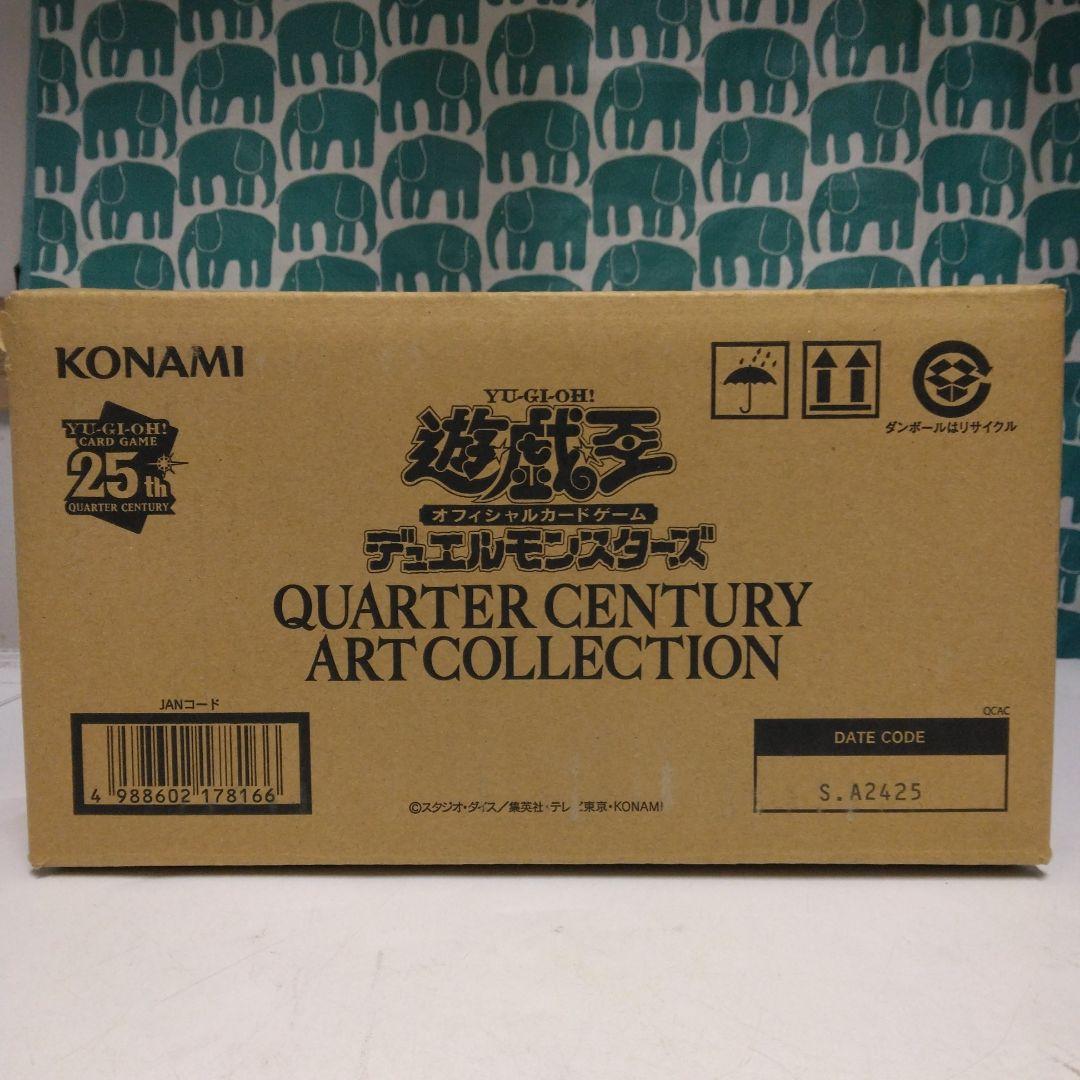 KONAMI
YU-GI-OH!
CARD GAME
25th
QUARTER CENTURY
YU-GI-OH!
遊戯王
オフィシャルカードゲーム
デュエルモンスターズ
QUARTER CENTURY
ART COLLECTION
ダンボールはリサイクル
JANコード
4 988602 178166
©スタジオ・ダイス/集英社・テレビ東京・KONAMI
QCAC
DATE CODE
S.A2425